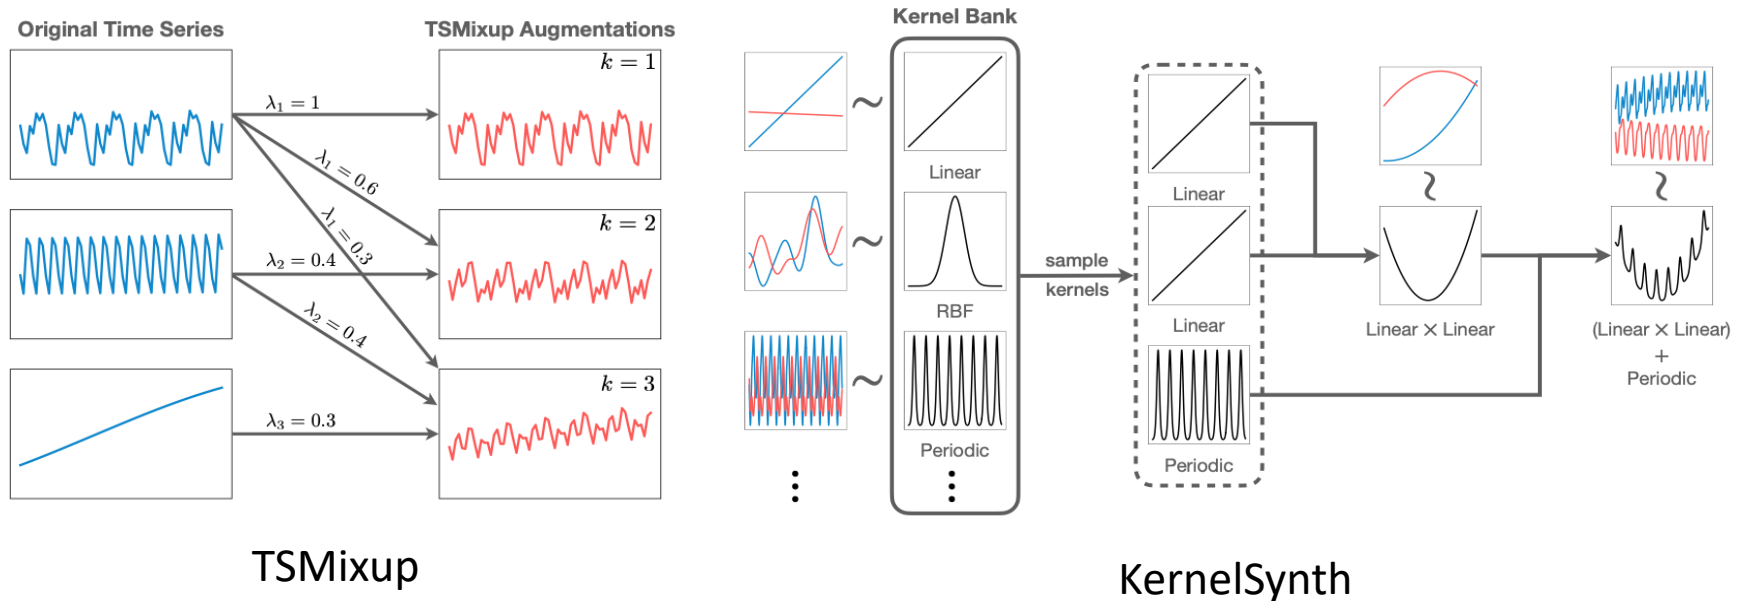 Original Time Series
TSMixup Augmentations
k = 1
λ₁ = 1
λ₁ = 0.6
λ₁ = 0.3
k = 2
λ₂ = 0.4
λ₂ = 0.4
k = 3
λ₃ = 0.3
TSMixup
Kernel Bank
~
Linear
~
RBF
~
Periodic
⋮
⋮
sample
kernels
Linear
Linear
Periodic
~
Linear × Linear
~
(Linear × Linear)
+
Periodic
KernelSynth